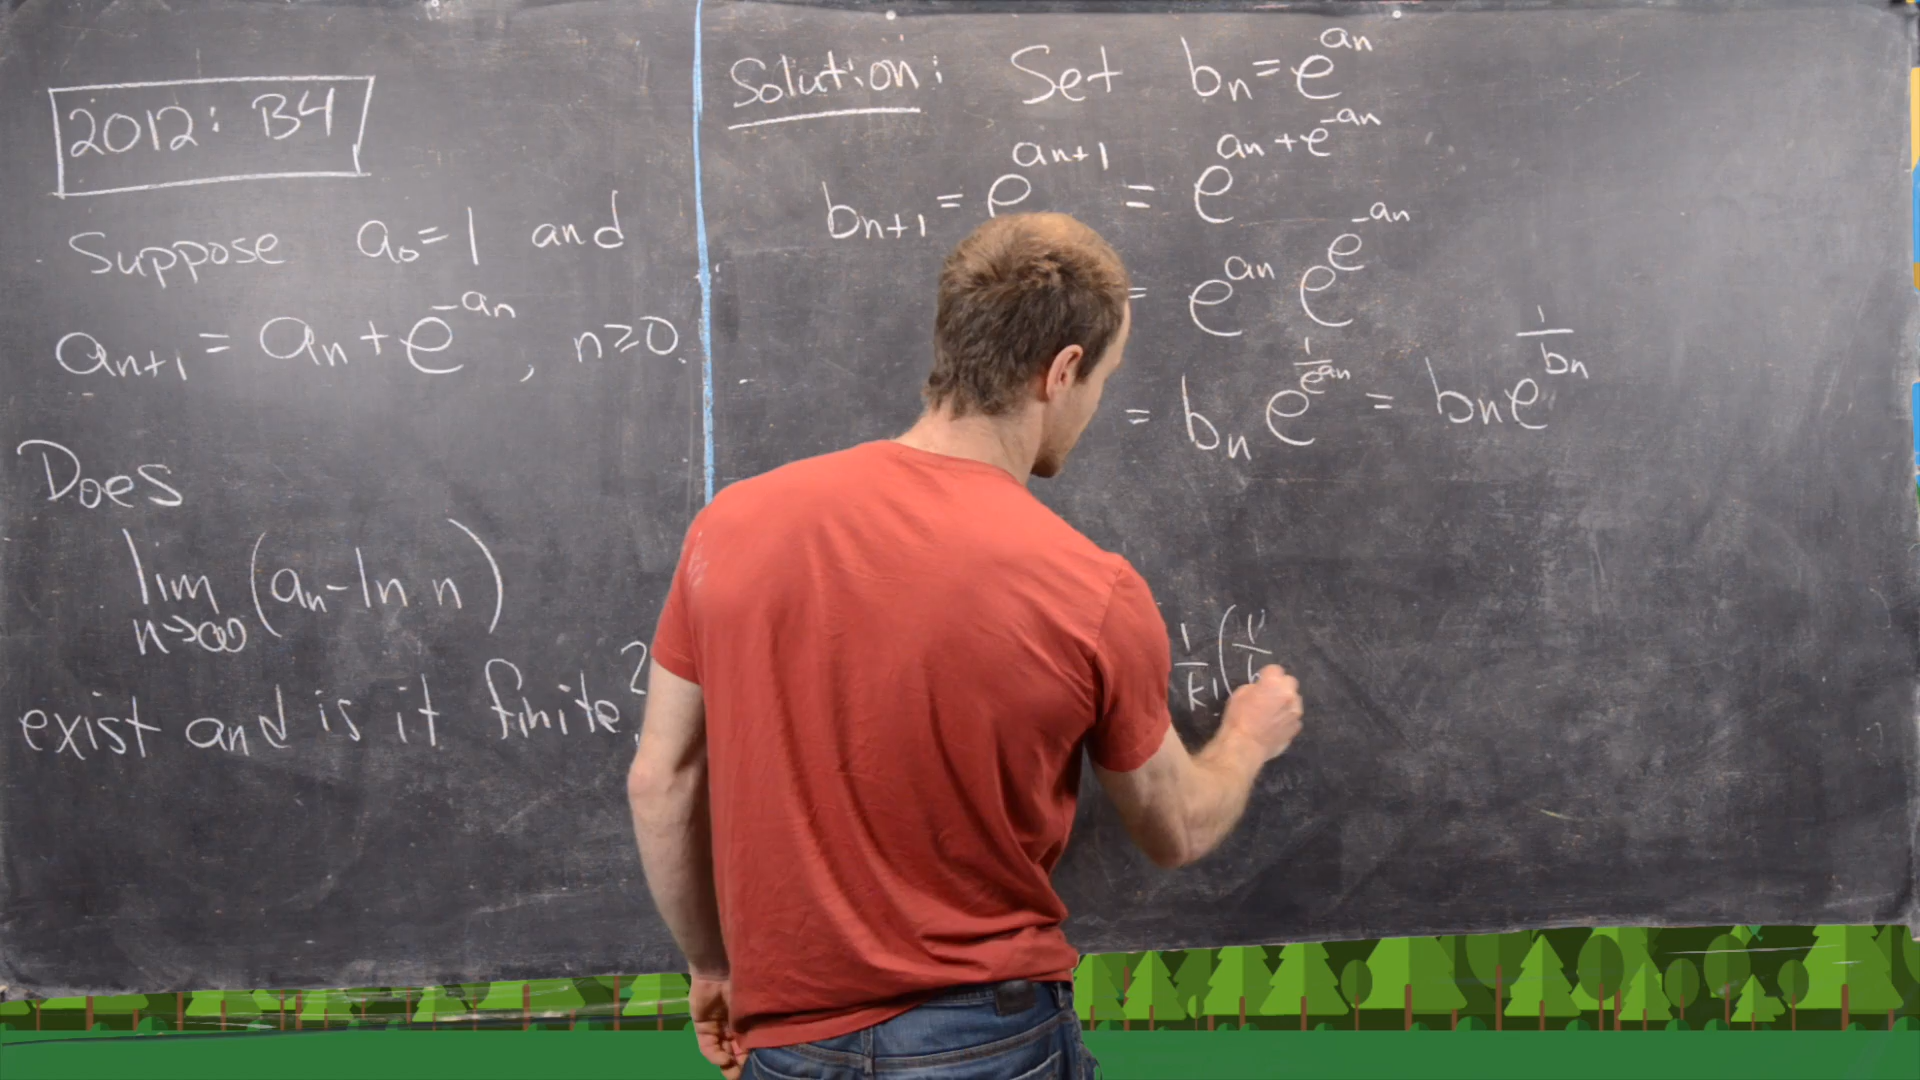 2012: B4
Suppose a₀=1 and
aₙ₊₁ = aₙ + e^(-aₙ), n≥0.
Does
lim n→∞ (aₙ - ln n)
exist and is it finite?
Solution: Set bₙ = e^(aₙ)
bₙ₊₁ = e^(aₙ₊₁) = e^(aₙ + e^(-aₙ))
= e^(aₙ) e^(e^(-aₙ))
= bₙ e^(1/e^(aₙ)) = bₙ e^(1/bₙ)
1/k! (1/